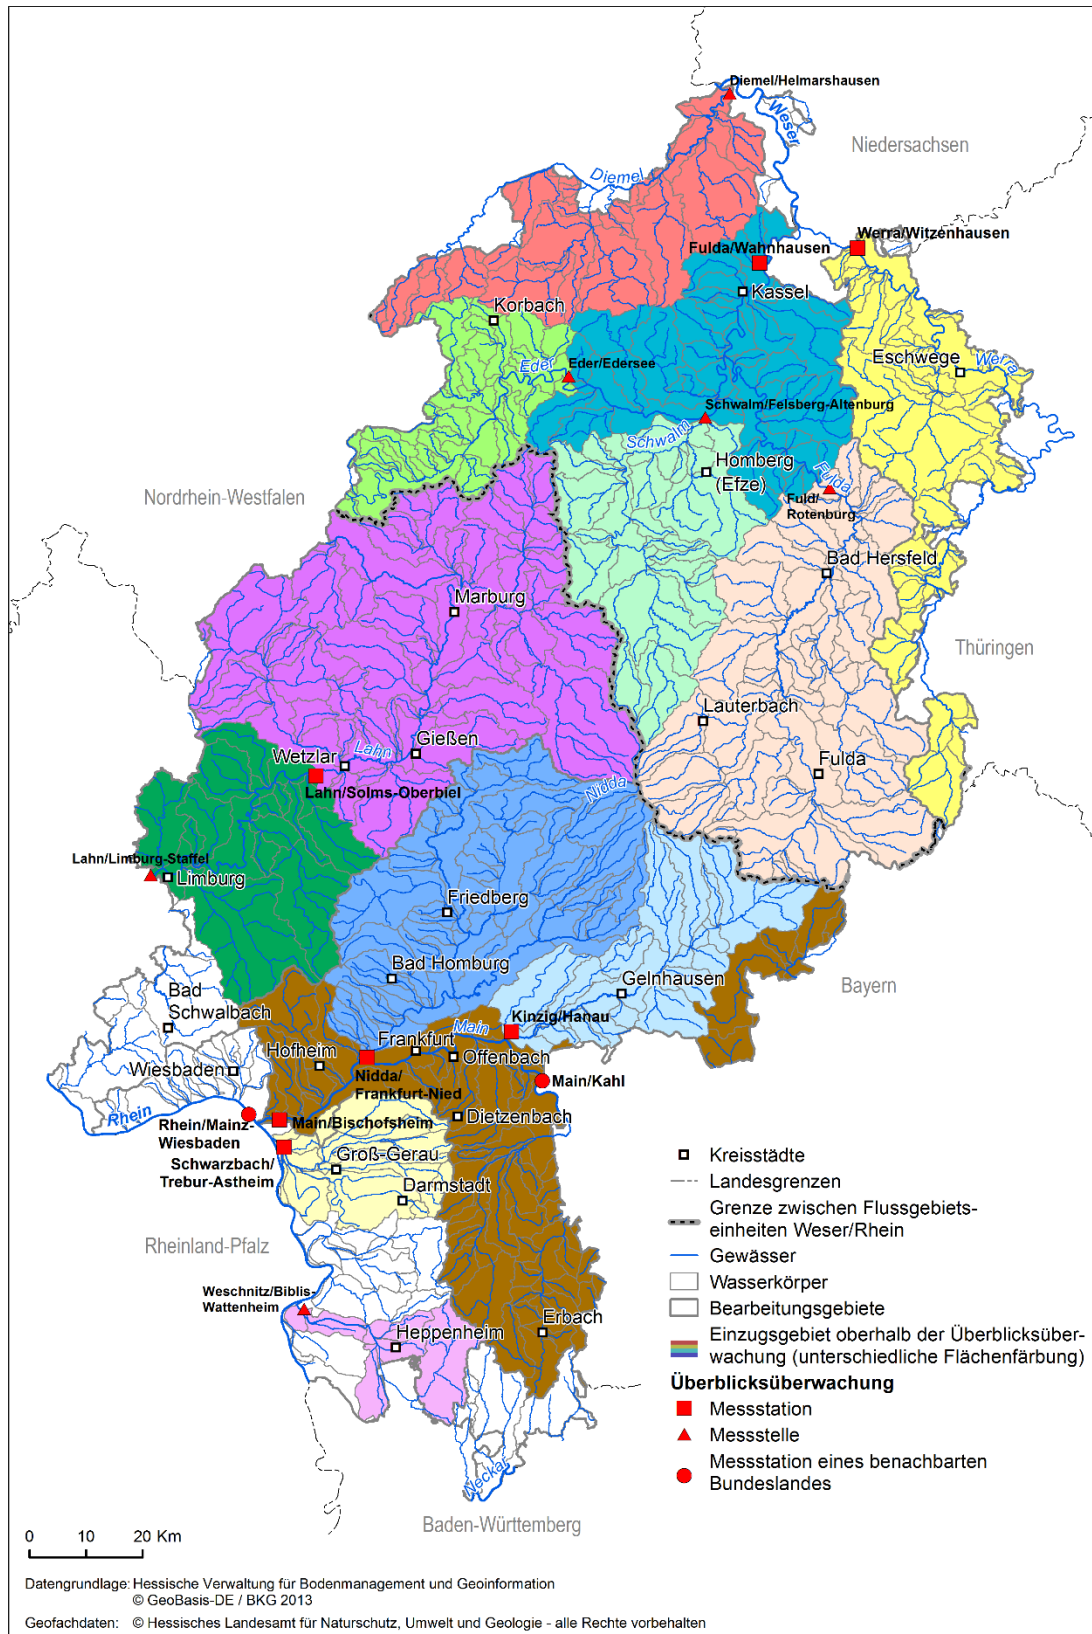 Diemel/Helmarshausen
Weser
Niedersachsen
Diemel
Werra/Witzenhausen
Fulda/Wahnhausen
Kassel
Korbach
Eder
Eder/Edersee
Eschwege
Werra
Schwalm/Felsberg-Altenburg
Schwalm
Homberg
(Efze)
Fulda
Fuld/
Rotenburg
Nordrhein-Westfalen
Bad Hersfeld
Marburg
Thüringen
Lauterbach
Gießen
Lahn
Wetzlar
Fulda
Nidda
Lahn/Solms-Oberbiel
Lahn/Limburg-Staffel
Limburg
Friedberg
Bad Homburg
Gelnhausen
Bayern
Bad
Schwalbach
Kinzig/Hanau
Main
Frankfurt
Hofheim
Offenbach
Wiesbaden
Nidda/
Frankfurt-Nied
Main/Kahl
Rhein
Rhein/Mainz-
Wiesbaden
Main/Bischofsheim
Dietzenbach
Schwarzbach/
Trebur-Astheim
Groß-Gerau
Darmstadt
Rheinland-Pfalz
Weschnitz/Biblis-
Wattenheim
Heppenheim
Erbach
Neckar
Baden-Württemberg
Kreisstädte
Landesgrenzen
Grenze zwischen Flussgebiets-
einheiten Weser/Rhein
Gewässer
Wasserkörper
Bearbeitungsgebiete
Einzugsgebiet oberhalb der Überblicksüber-
wachung (unterschiedliche Flächenfärbung)
Überblicksüberwachung
Messstation
Messstelle
Messstation eines benachbarten
Bundeslandes
0 10 20 Km
Datengrundlage: Hessische Verwaltung für Bodenmanagement und Geoinformation
© GeoBasis-DE / BKG 2013
Geofachdaten: © Hessisches Landesamt für Naturschutz, Umwelt und Geologie - alle Rechte vorbehalten